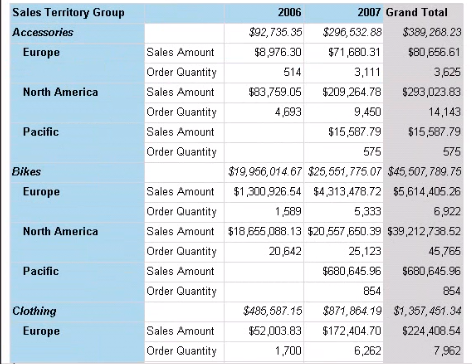 Sales Territory Group 2006 2007 Grand Total
Accessories $92,735.35 $296,532.88 $389,268.23
Europe Sales Amount $8,976.30 $71,680.31 $80,656.61
Order Quantity 514 3,111 3,625
North America Sales Amount $83,759.05 $209,264.78 $293,023.83
Order Quantity 4,693 9,450 14,143
Pacific Sales Amount $15,587.79 $15,587.79
Order Quantity 575 575
Bikes $19,956,014.67 $25,551,775.07 $45,507,789.75
Europe Sales Amount $1,300,926.54 $4,313,478.72 $5,614,405.26
Order Quantity 1,589 5,333 6,922
North America Sales Amount $18,655,088.13 $20,557,650.39 $39,212,738.52
Order Quantity 20,642 25,123 45,765
Pacific Sales Amount $680,645.96 $680,645.96
Order Quantity 854 854
Clothing $485,587.15 $871,864.19 $1,357,451.34
Europe Sales Amount $52,003.83 $172,404.70 $224,408.54
Order Quantity 1,700 6,262 7,962